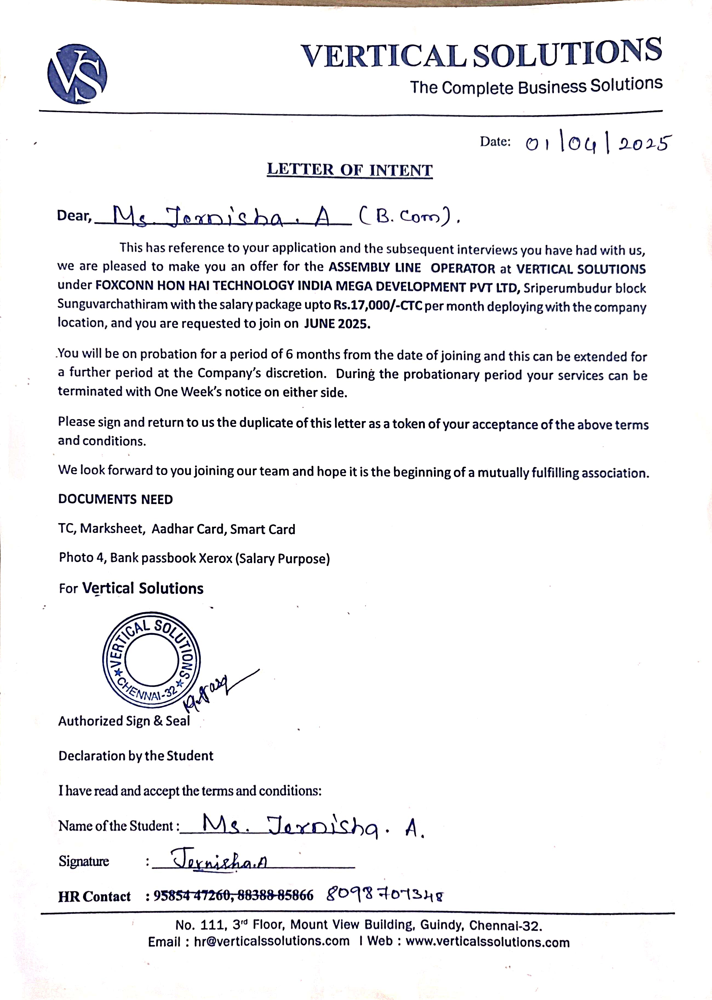 VS
VERTICAL SOLUTIONS
The Complete Business Solutions
Date: 01/04/2025
LETTER OF INTENT
Dear, Ms. Jernisha. A (B.Com).
This has reference to your application and the subsequent interviews you have had with us,
we are pleased to make you an offer for the ASSEMBLY LINE OPERATOR at VERTICAL SOLUTIONS
under FOXCONN HON HAI TECHNOLOGY INDIA MEGA DEVELOPMENT PVT LTD, Sriperumbudur block
Sunguvarchathiram with the salary package upto Rs.17,000/-CTC per month deploying with the company
location, and you are requested to join on JUNE 2025.
.You will be on probation for a period of 6 months from the date of joining and this can be extended for
a further period at the Company's discretion. During the probationary period your services can be
terminated with One Week's notice on either side.
Please sign and return to us the duplicate of this letter as a token of your acceptance of the above terms
and conditions.
We look forward to you joining our team and hope it is the beginning of a mutually fulfilling association.
DOCUMENTS NEED
TC, Marksheet, Aadhar Card, Smart Card
Photo 4, Bank passbook Xerox (Salary Purpose)
For Vertical Solutions
VERTICAL SOLUTIONS
★ CHENNAI-32 ★
Authorized Sign & Seal
Declaration by the Student
I have read and accept the terms and conditions:
Name of the Student : Ms. Jernisha. A.
Signature : Jernisha.A
HR Contact : 95854 47260, 88388 85866 8098707348
No. 111, 3rd Floor, Mount View Building, Guindy, Chennai-32.
Email : hr@verticalssolutions.com I Web : www.verticalssolutions.com